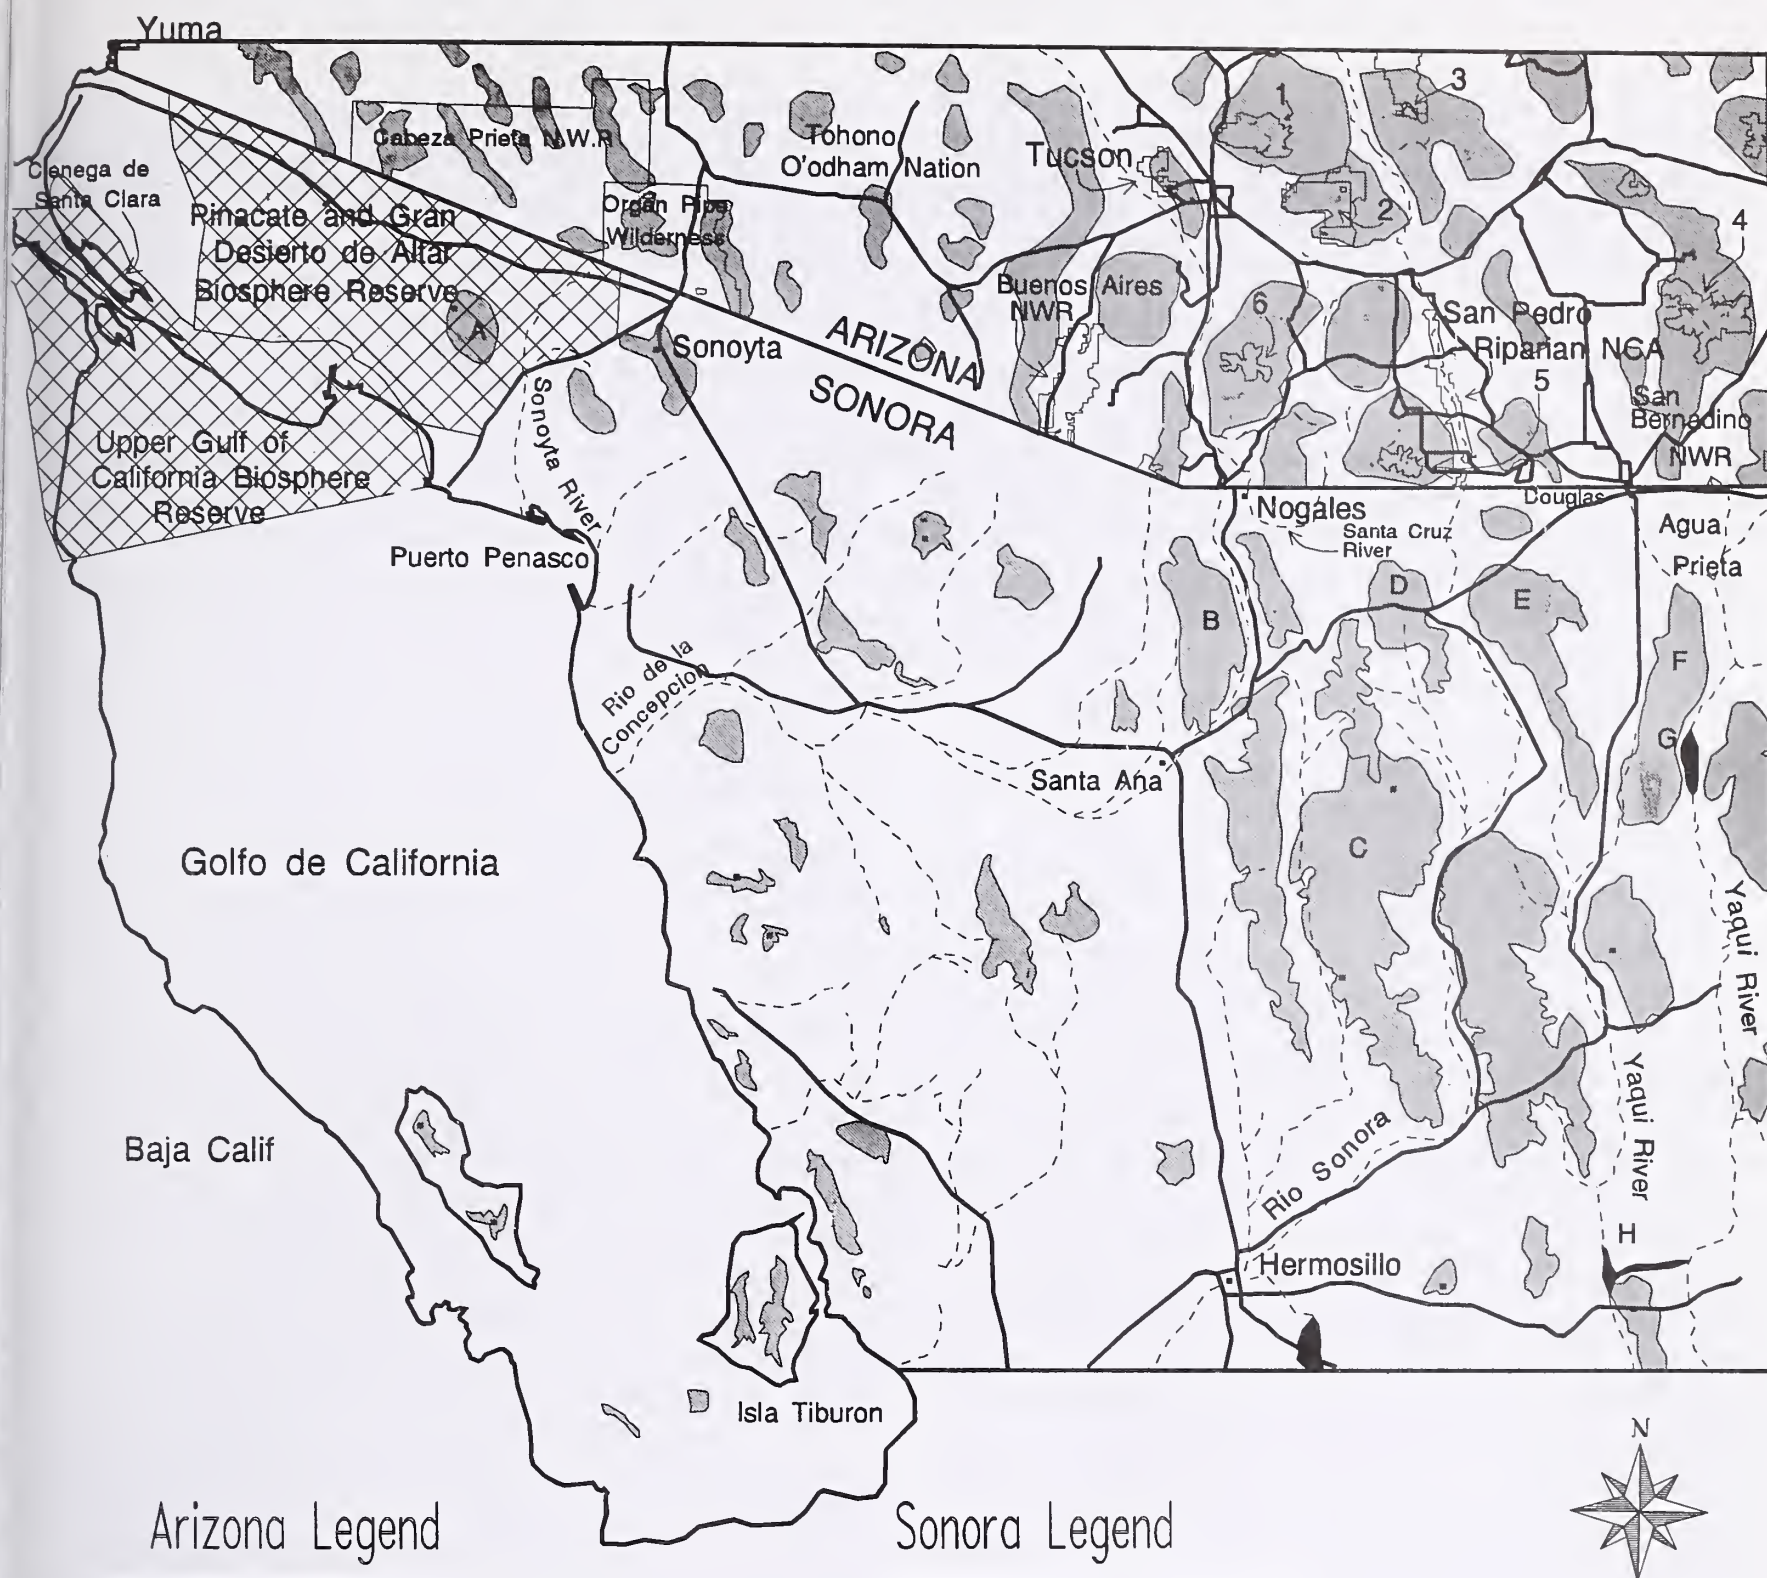 Yuma
1
3
Cabeza Prieta N.W.R
Tohono
O'odham Nation
Tucson
Cienega de
Santa Clara
Organ Pipe
Wilderness
2
4
Pinacate and Gran
Desierto de Altar
Biosphere Reserve
A
Buenos Aires
NWR
6
San Pedro
Riparian NCA
5
Sonoyta
ARIZONA
SONORA
San
Bernedino
NWR
Sonoyta River
Upper Gulf of
California Biosphere
Reserve
Nogales
Douglas
Santa Cruz
River
Agua
Prieta
Puerto Penasco
B
D
E
F
G
Rio de la
Concepcion
Santa Ana
C
Golfo de California
Yaqui River
Yaqui River
Baja Calif
Rio Sonora
H
Hermosillo
Isla Tiburon
N
Arizona Legend
Sonora Legend